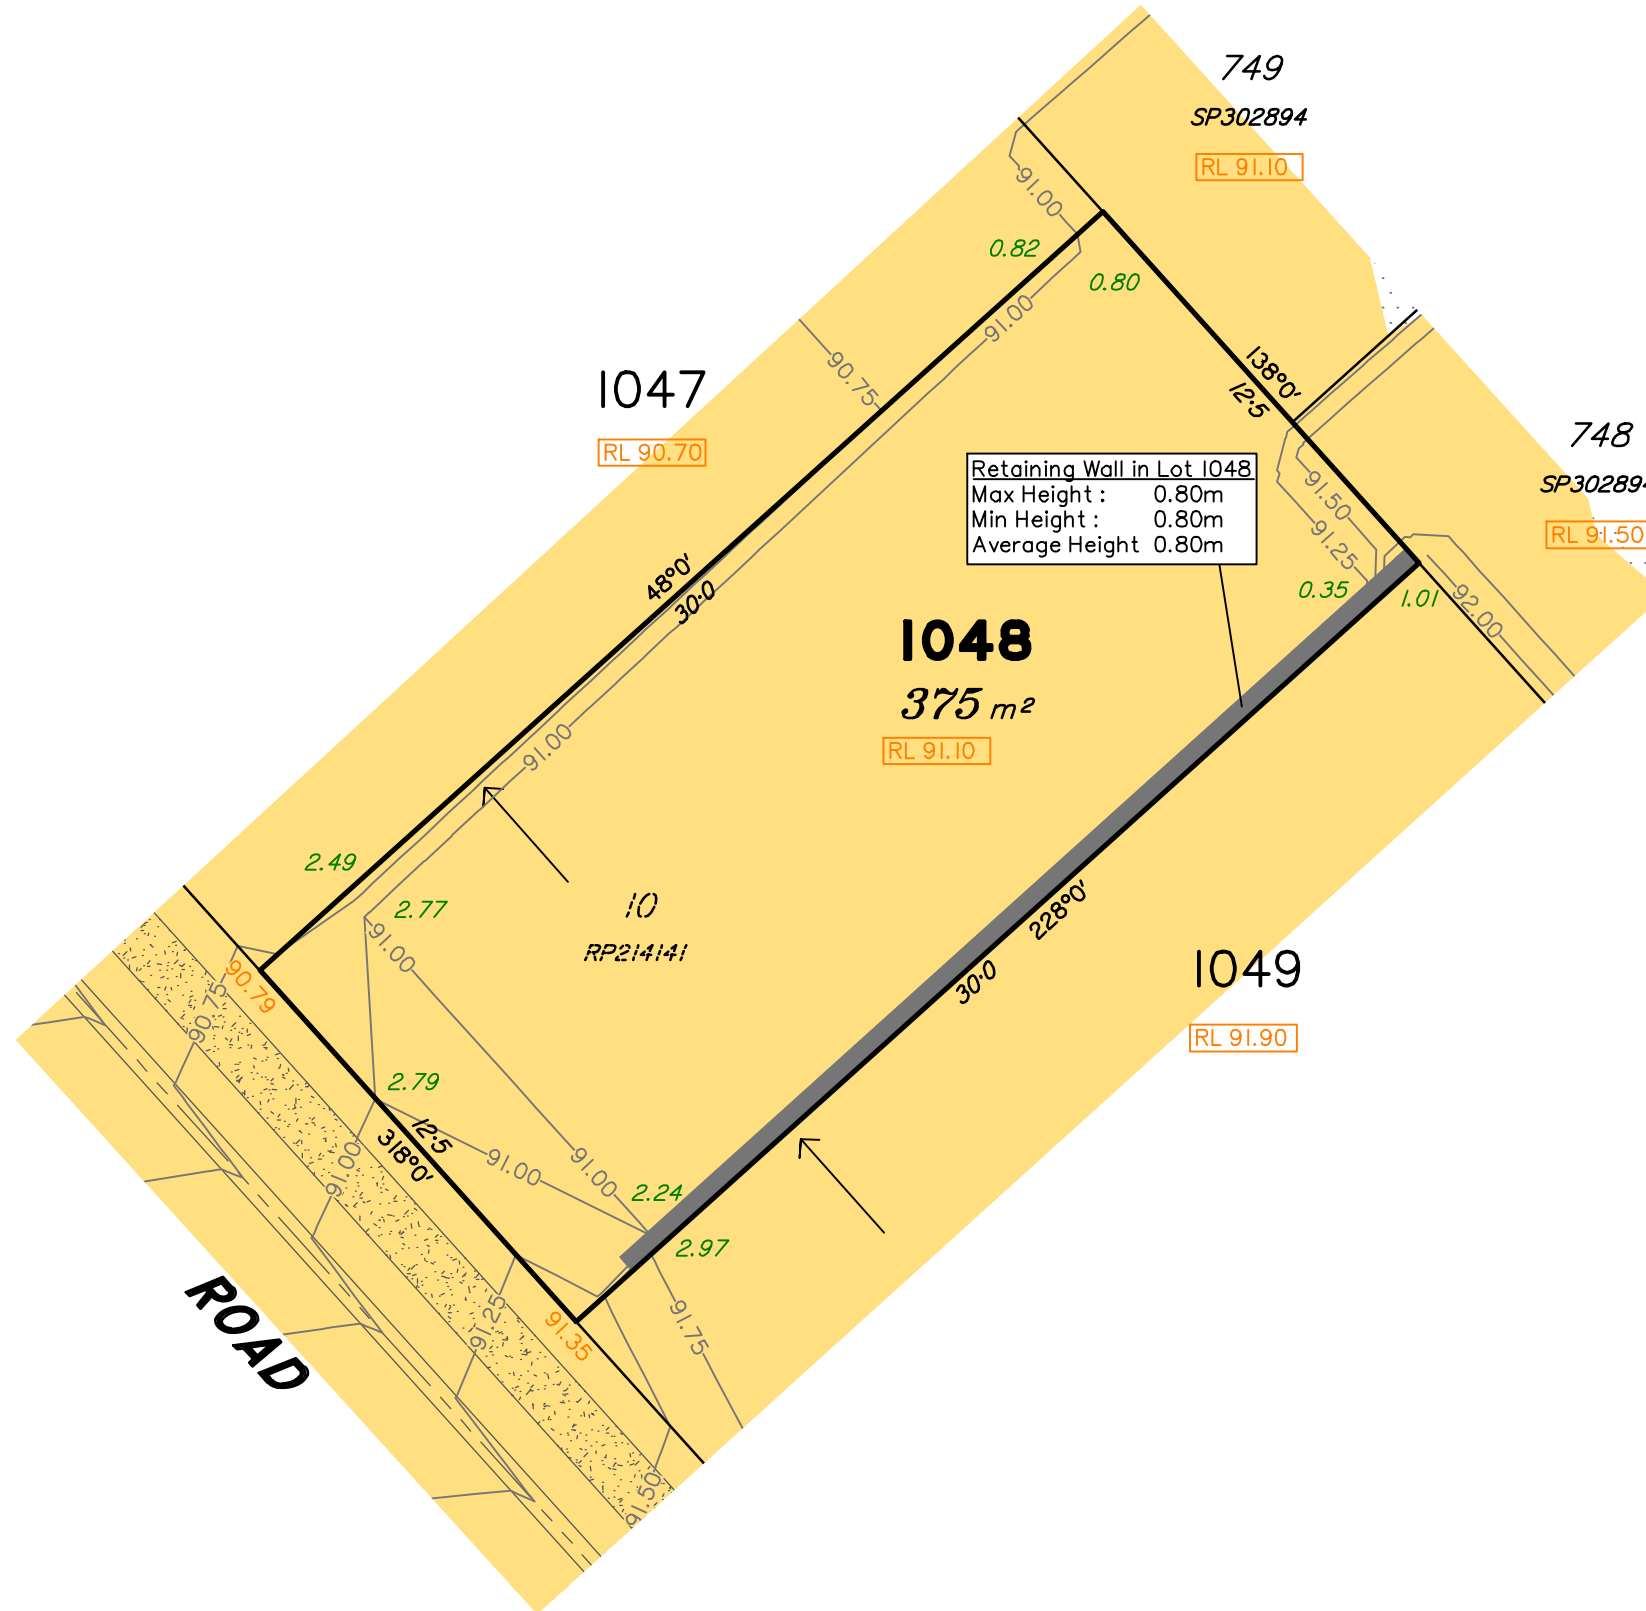 749
SP302894
RL 91.10
91.00
0.82
0.80
91.00
138°0'
12·5
90.75
1047
RL 90.70
748
SP302894
RL 91.50
Retaining Wall in Lot 1048
Max Height : 0.80m
Min Height : 0.80m
Average Height 0.80m
91.50
91.25
0.35
1.01
92.00
48°0'
30·0
1048
375 m²
RL 91.10
91.00
2.49
2.77
10
RP214141
91.00
228°0'
30·0
1049
RL 91.90
90.79
90.75
2.79
12·5
318°0'
91.00
91.00
91.00
2.24
2.97
ROAD
91.25
91.35
91.75
91.50